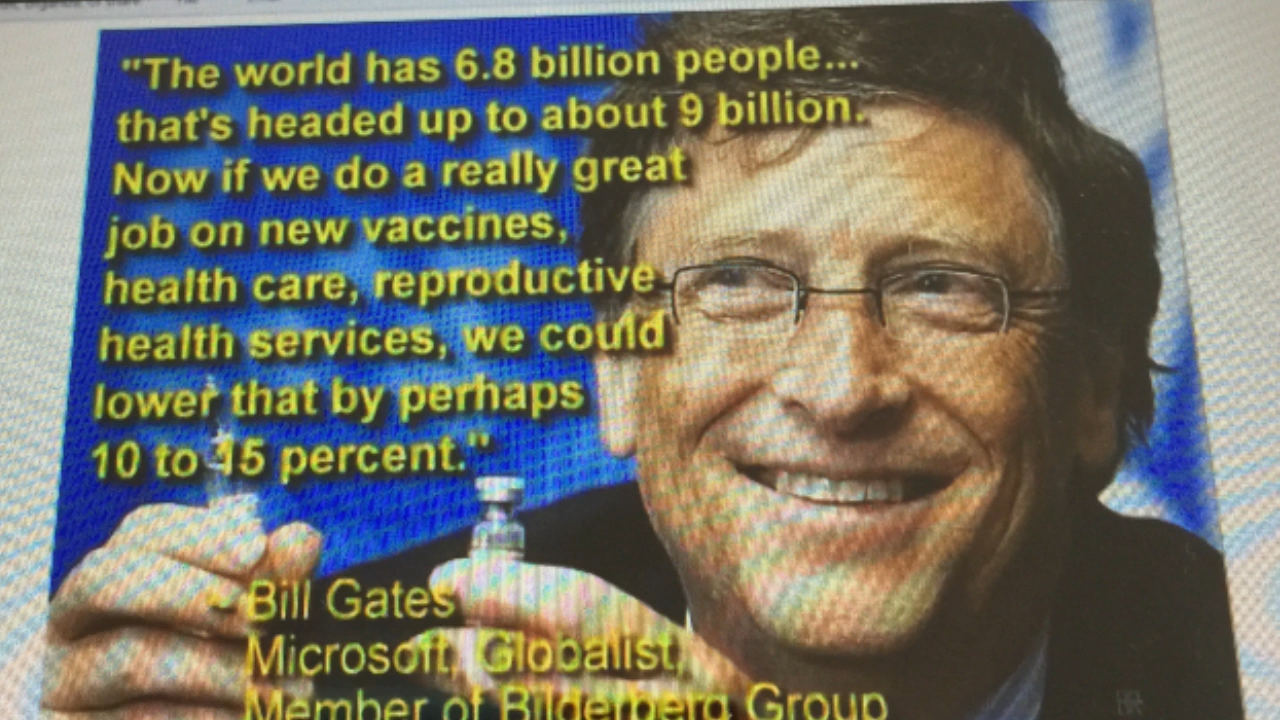 "The world has 6.8 billion people...
that's headed up to about 9 billion.
Now if we do a really great
job on new vaccines,
health care, reproductive
health services, we could
lower that by perhaps
10 to 15 percent."
~ Bill Gates
Microsoft, Globalist,
Member of Bilderberg Group